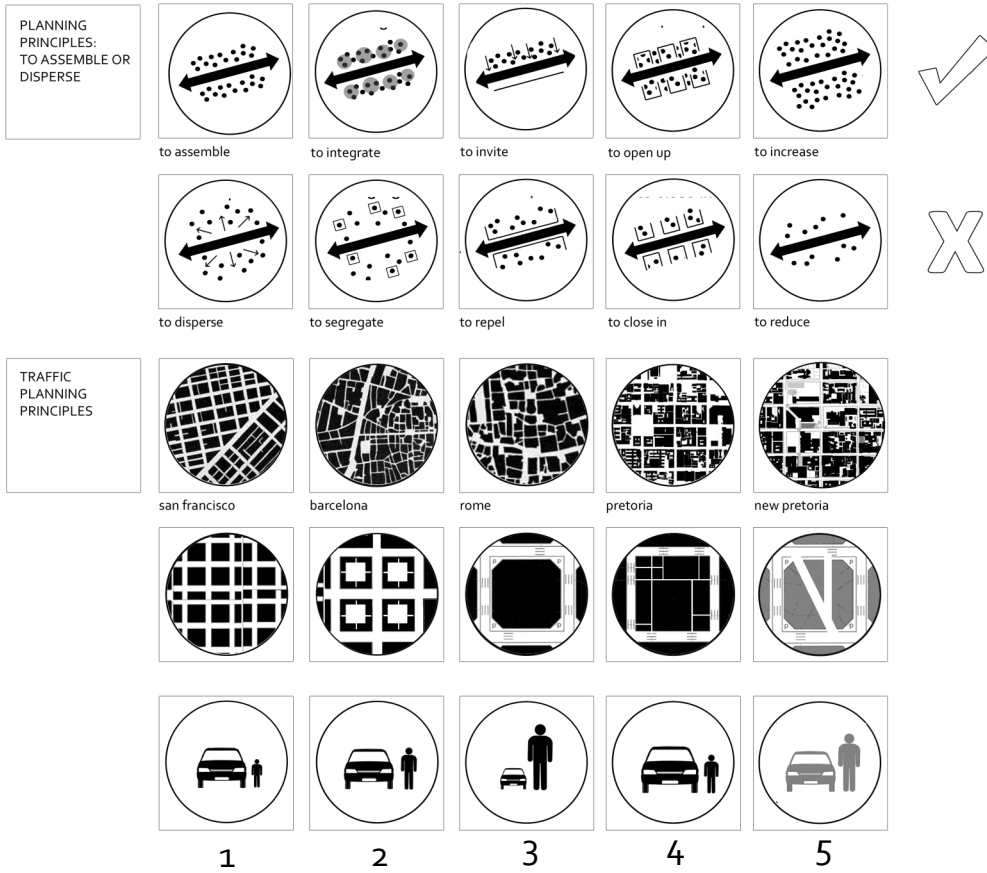 PLANNING
PRINCIPLES:
TO ASSEMBLE OR
DISPERSE
to assemble
to integrate
to invite
to open up
to increase
to disperse
to segregate
to repel
to close in
to reduce
TRAFFIC
PLANNING
PRINCIPLES
san francisco
barcelona
rome
pretoria
new pretoria
P P
P P
P P
P P
P P
P P
1 2 3 4 5